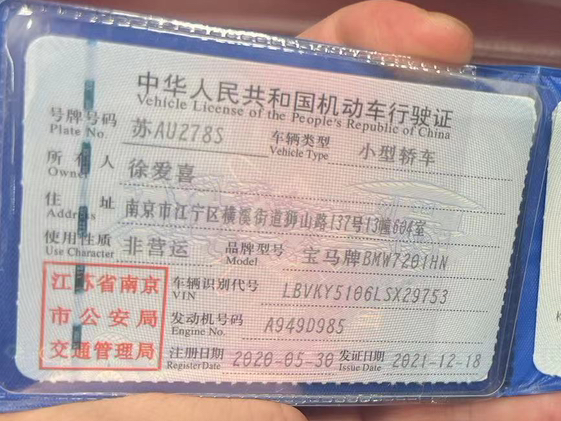 中华人民共和国机动车行驶证
Vehicle License of the People's Republic of China
号牌号码 苏AU278S 车辆类型 小型轿车
Plate No. Vehicle Type
所有人 徐爱喜
Owner
住址 南京市江宁区横溪街道狮山路137号13幢604室
Address
使用性质 非营运 品牌型号 宝马牌BMW7201HN
Use Character Model
江苏省南京
市公安局
交通管理局
车辆识别代号 LBVKY5106LSX29753
VIN
发动机号码 A949D985
Engine No.
注册日期 2020-05-30 发证日期 2021-12-18
Register Date Issue Date